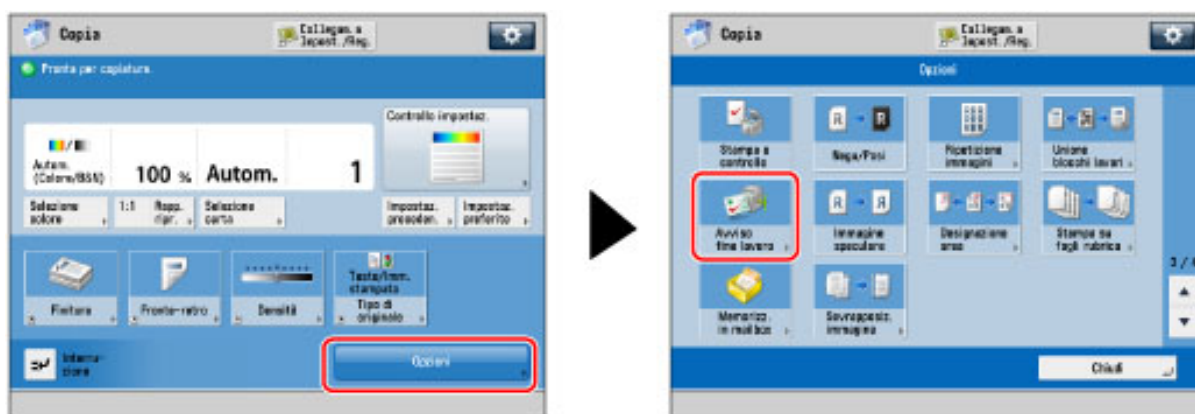 Copia
Collegam. a
Impost./Reg.
Pronta per copiatura.
Controllo impostaz.
Autom.
(Colore/B&N)
100 %
Autom.
1
Selezione
colore
1:1
Rapp.
ripr.
Selezione
carta
Impostaz.
preceden.
Impostaz.
preferite
Finitura
Fronte-retro
Densità
Testo/Imm.
stampata
Tipo di
originale
Interru-
zione
Opzioni
Copia
Collegam. a
Impost./Reg.
Opzioni
Stampa e
controllo
Nega/Posi
Ripetizione
immagini
Unione
blocchi lavori
Avviso
fine lavoro
Immagine
speculare
Designazione
area
Stampa su
fogli rubrica
Memorizz.
in mailbox
Sovrapposiz.
immagine
Chiudi